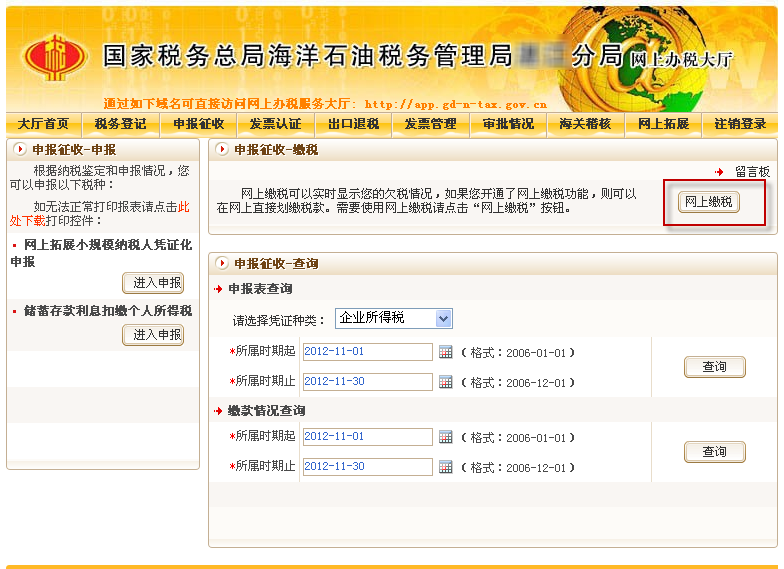 国家税务总局海洋石油税务管理局
分局
网上办税大厅
通过如下域名可直接访问网上办税服务大厅: http://app.gd-n-tax.gov.cn
大厅首页 税务登记 申报征收 发票认证 出口退税 发票管理 审批情况 海关稽核 网上拓展 注销登录
申报征收-申报
根据纳税鉴定和申报情况，您
可以申报以下税种：
如无法正常打印报表请点击此
处下载打印控件：
网上拓展小规模纳税人凭证化
申报
进入申报
储蓄存款利息扣缴个人所得税
进入申报
申报征收-缴税
留言板
网上缴税可以实时显示您的欠税情况，如果您开通了网上缴税功能，则可以
在网上直接划缴税款。需要使用网上缴税请点击“网上缴税”按钮。
网上缴税
申报征收-查询
申报表查询
请选择凭证种类： 企业所得税
*所属时期起 2012-11-01 （格式：2006-01-01）
*所属时期止 2012-11-30 （格式：2006-12-01）
查询
缴款情况查询
*所属时期起 2012-11-01 （格式：2006-01-01）
*所属时期止 2012-11-30 （格式：2006-12-01）
查询